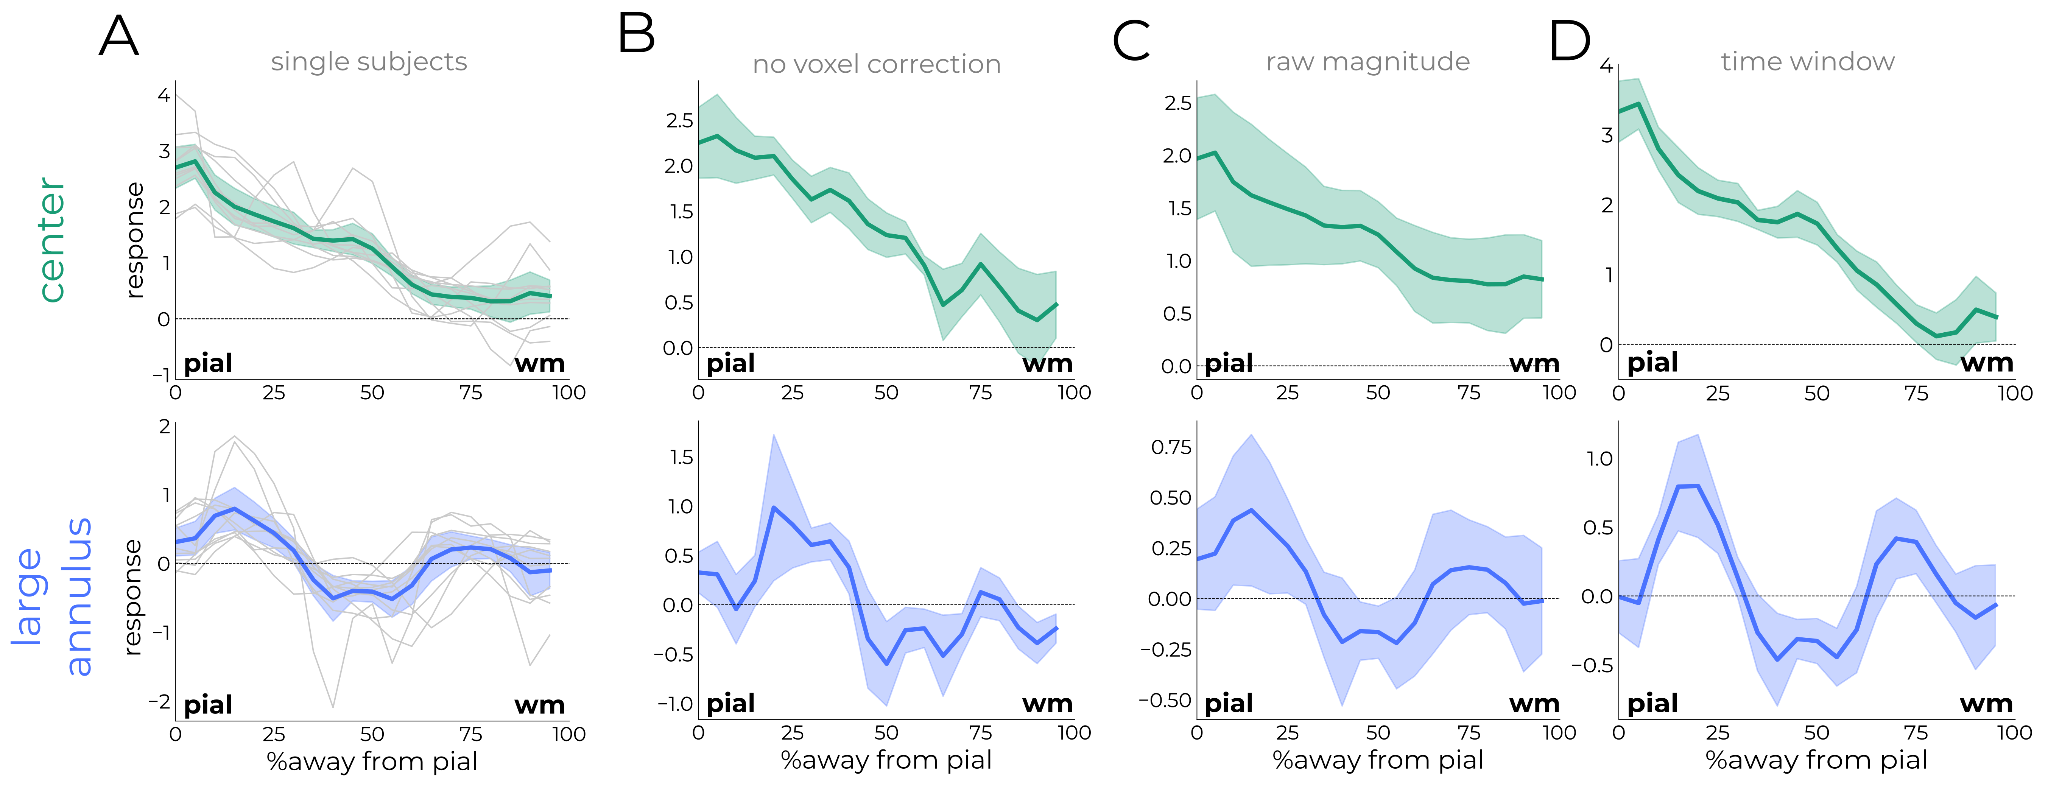 A
B
C
D
single subjects
no voxel correction
raw magnitude
time window
center
response
4
3
2
1
0
−1
pial
wm
0
25
50
75
100
2.5
2.0
1.5
1.0
0.5
0.0
pial
wm
0
25
50
75
100
2.5
2.0
1.5
1.0
0.5
0.0
pial
wm
0
25
50
75
100
4
3
2
1
0
pial
wm
0
25
50
75
100
large
annulus
response
2
1
0
−1
−2
pial
wm
0
25
50
75
100
%away from pial
1.5
1.0
0.5
0.0
−0.5
−1.0
pial
wm
0
25
50
75
100
%away from pial
0.75
0.50
0.25
0.00
−0.25
−0.50
pial
wm
0
25
50
75
100
%away from pial
1.0
0.5
0.0
−0.5
pial
wm
0
25
50
75
100
%away from pial